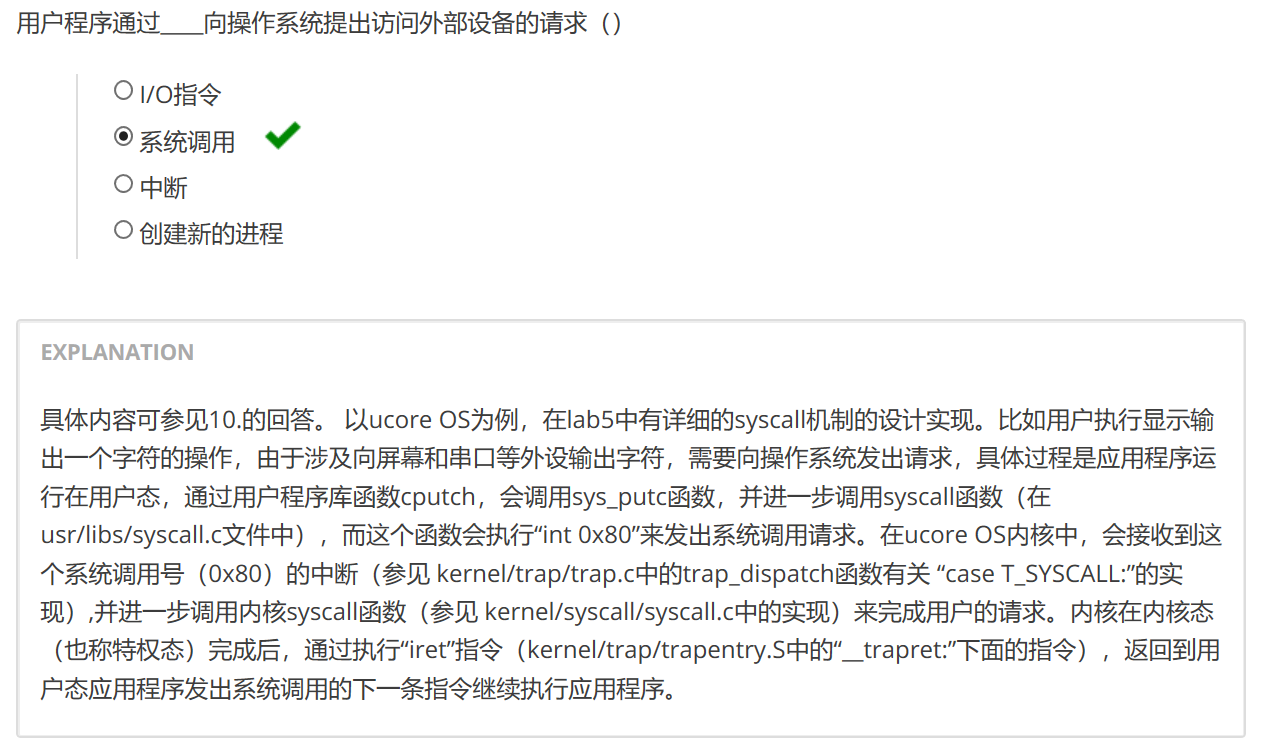 用户程序通过____向操作系统提出访问外部设备的请求（）
I/O指令
系统调用
中断
创建新的进程
EXPLANATION
具体内容可参见10.的回答。 以ucore OS为例，在lab5中有详细的syscall机制的设计实现。比如用户执行显示输
出一个字符的操作，由于涉及向屏幕和串口等外设输出字符，需要向操作系统发出请求，具体过程是应用程序运
行在用户态，通过用户程序库函数cputch，会调用sys_putc函数，并进一步调用syscall函数（在
usr/libs/syscall.c文件中），而这个函数会执行“int 0x80”来发出系统调用请求。在ucore OS内核中，会接收到这
个系统调用号（0x80）的中断（参见 kernel/trap/trap.c中的trap_dispatch函数有关 “case T_SYSCALL:”的实
现）,并进一步调用内核syscall函数（参见 kernel/syscall/syscall.c中的实现）来完成用户的请求。内核在内核态
（也称特权态）完成后，通过执行“iret”指令（kernel/trap/trapentry.S中的“__trapret:”下面的指令），返回到用
户态应用程序发出系统调用的下一条指令继续执行应用程序。